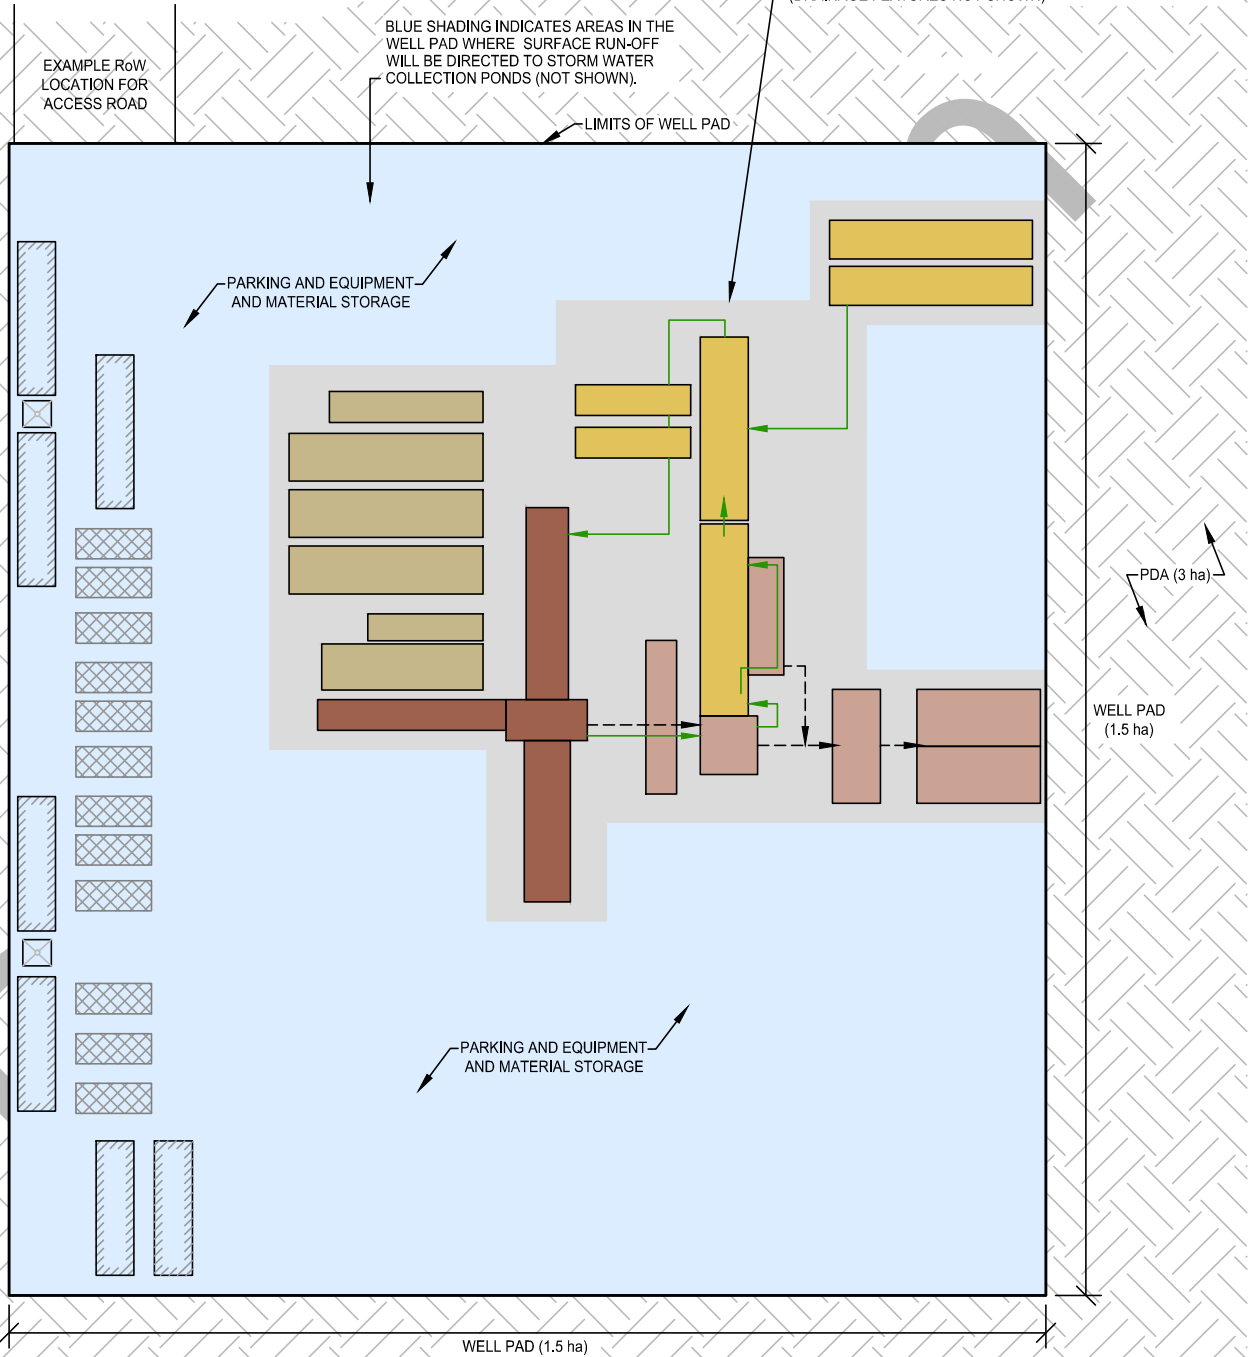 BLUE SHADING INDICATES AREAS IN THE
WELL PAD WHERE SURFACE RUN-OFF
WILL BE DIRECTED TO STORM WATER
COLLECTION PONDS (NOT SHOWN).
EXAMPLE RoW
LOCATION FOR
ACCESS ROAD
LIMITS OF WELL PAD
PARKING AND EQUIPMENT
AND MATERIAL STORAGE
PDA (3 ha)
WELL PAD
(1.5 ha)
PARKING AND EQUIPMENT
AND MATERIAL STORAGE
WELL PAD (1.5 ha)